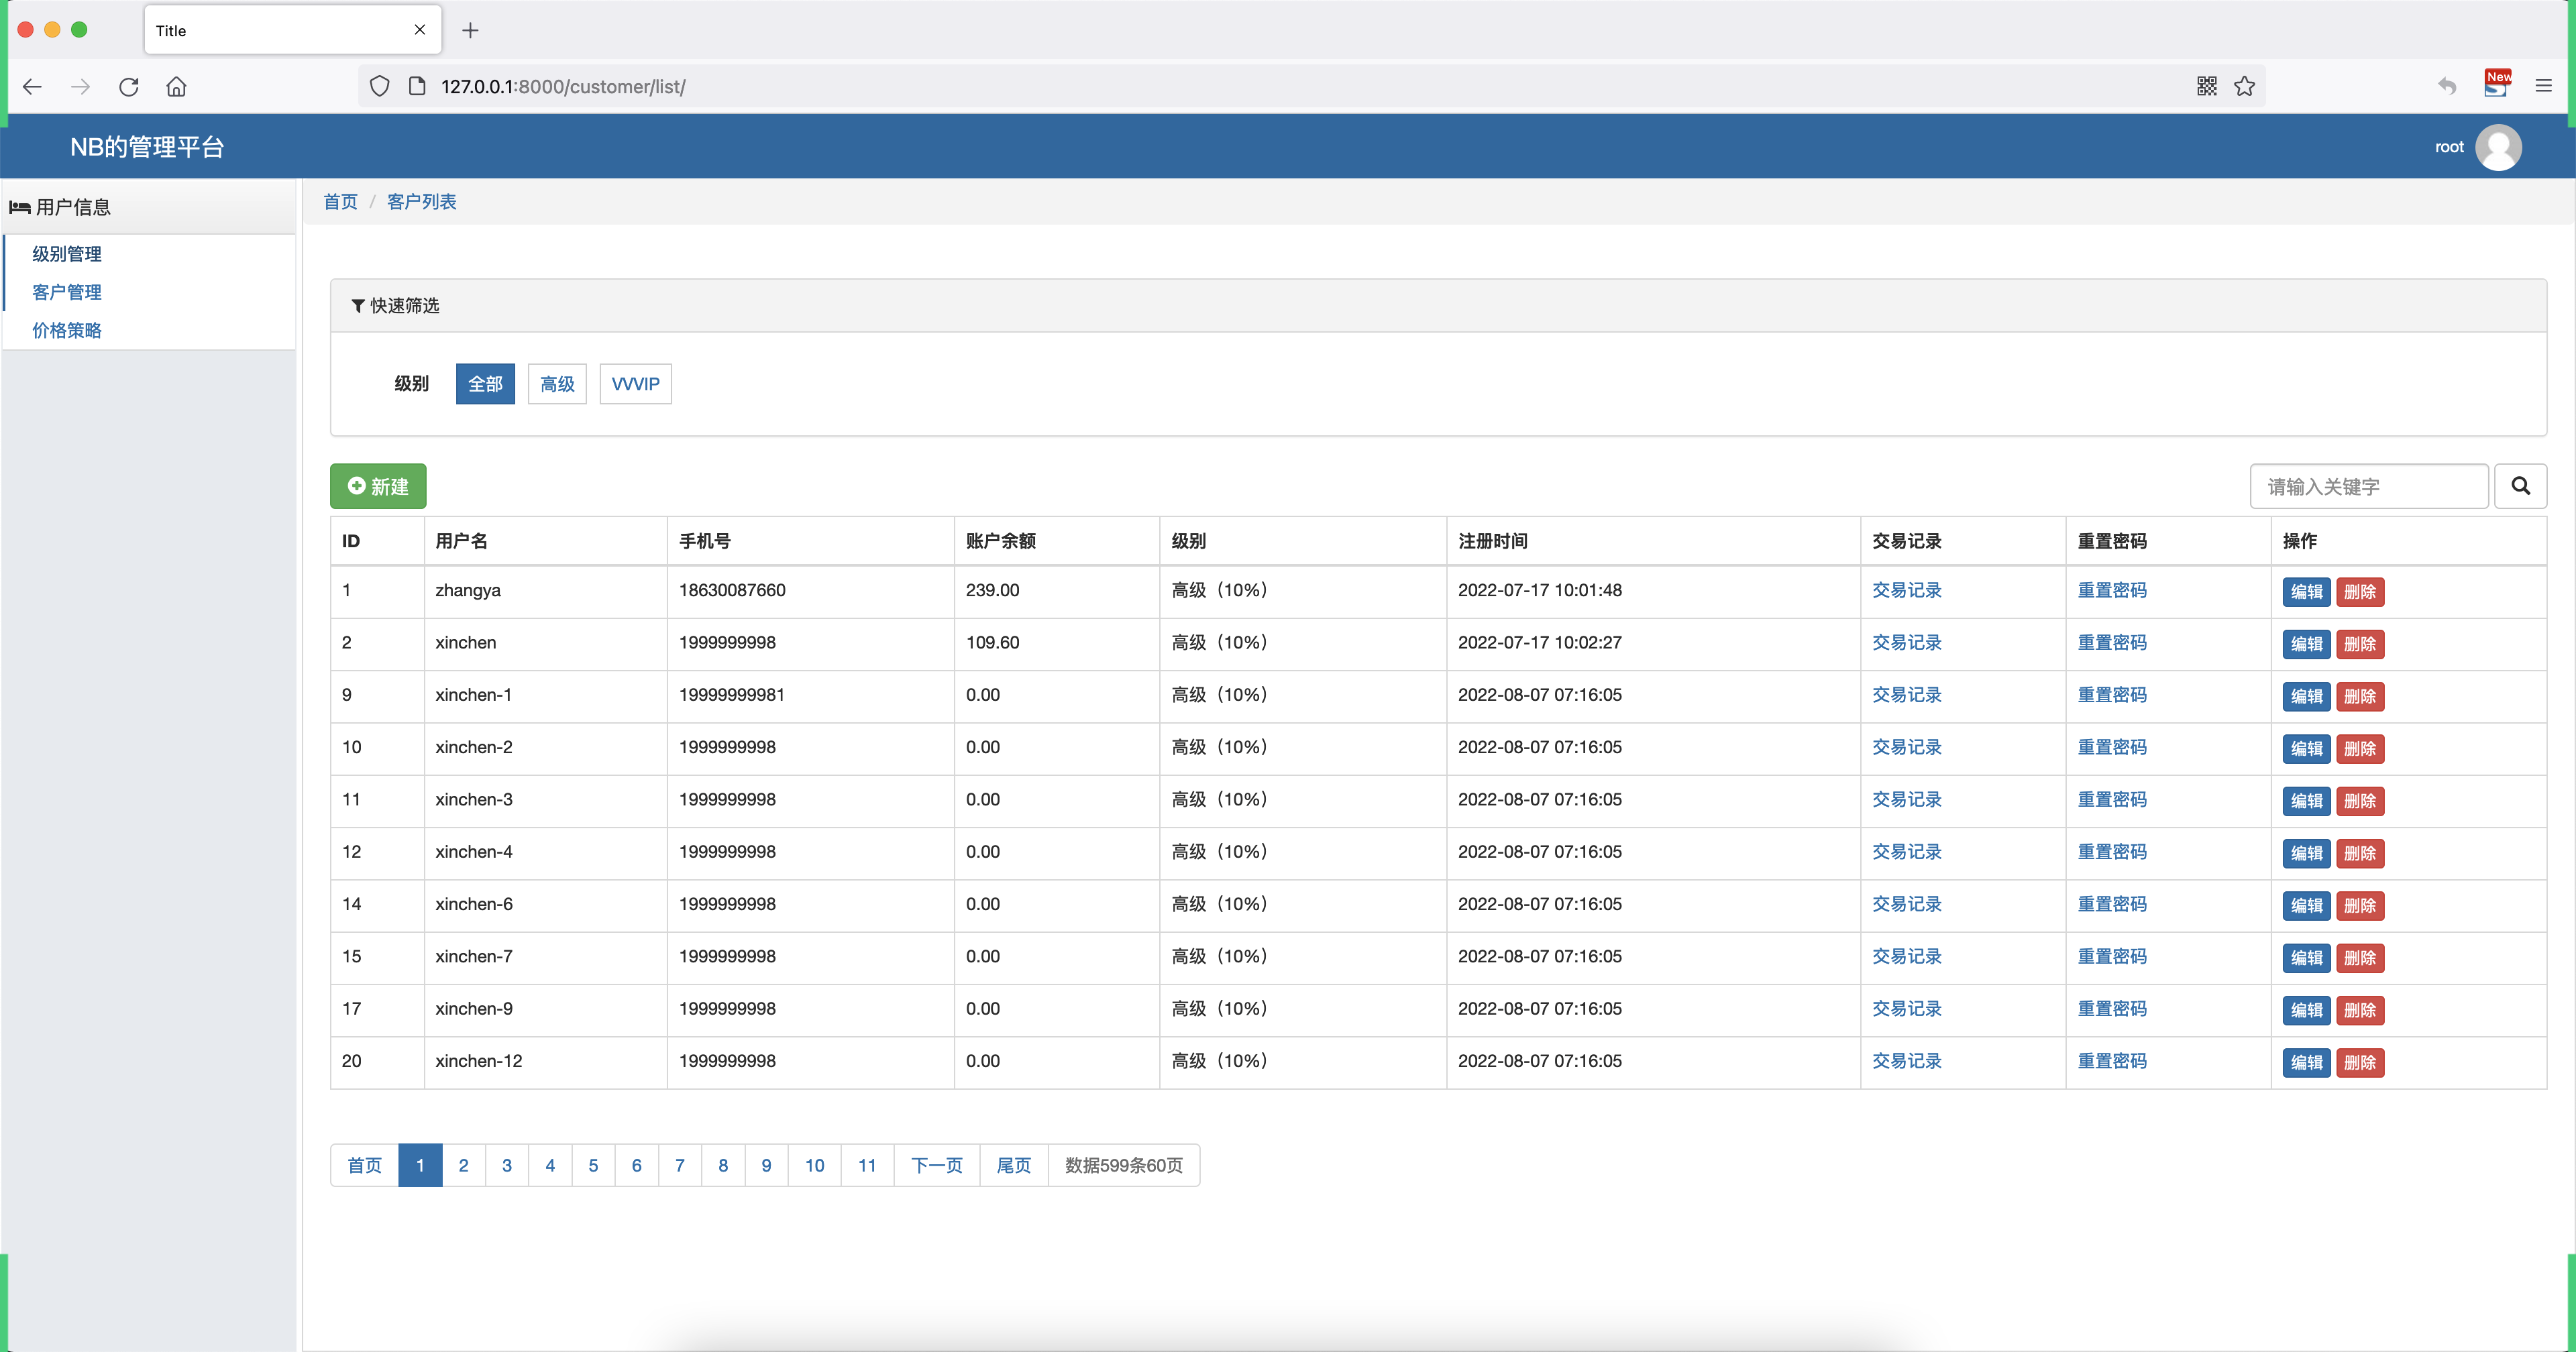 Title
127.0.0.1:8000/customer/list/
New
NB的管理平台
root
用户信息
级别管理
客户管理
价格策略
首页 / 客户列表
快速筛选
级别 全部 高级 VVVIP
新建
请输入关键字
ID 用户名 手机号 账户余额 级别 注册时间 交易记录 重置密码 操作
1 zhangya 18630087660 239.00 高级（10%） 2022-07-17 10:01:48 交易记录 重置密码 编辑 删除
2 xinchen 1999999998 109.60 高级（10%） 2022-07-17 10:02:27 交易记录 重置密码 编辑 删除
9 xinchen-1 19999999981 0.00 高级（10%） 2022-08-07 07:16:05 交易记录 重置密码 编辑 删除
10 xinchen-2 1999999998 0.00 高级（10%） 2022-08-07 07:16:05 交易记录 重置密码 编辑 删除
11 xinchen-3 1999999998 0.00 高级（10%） 2022-08-07 07:16:05 交易记录 重置密码 编辑 删除
12 xinchen-4 1999999998 0.00 高级（10%） 2022-08-07 07:16:05 交易记录 重置密码 编辑 删除
14 xinchen-6 1999999998 0.00 高级（10%） 2022-08-07 07:16:05 交易记录 重置密码 编辑 删除
15 xinchen-7 1999999998 0.00 高级（10%） 2022-08-07 07:16:05 交易记录 重置密码 编辑 删除
17 xinchen-9 1999999998 0.00 高级（10%） 2022-08-07 07:16:05 交易记录 重置密码 编辑 删除
20 xinchen-12 1999999998 0.00 高级（10%） 2022-08-07 07:16:05 交易记录 重置密码 编辑 删除
首页 1 2 3 4 5 6 7 8 9 10 11 下一页 尾页 数据599条60页